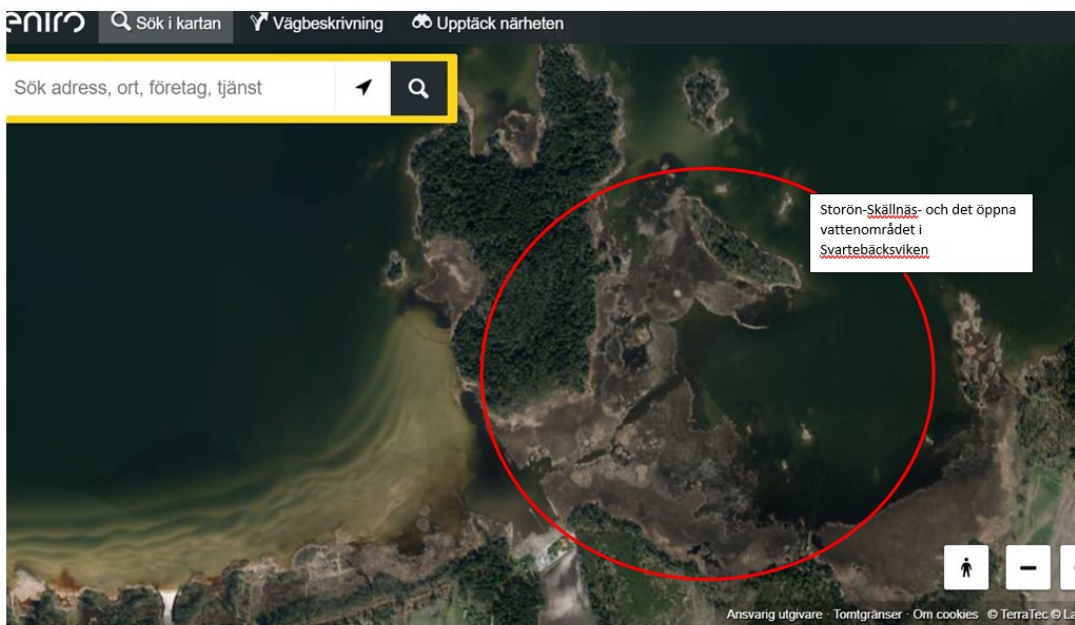 eniro Sök i kartan Vägbeskrivning Upptäck närheten
Sök adress, ort, företag, tjänst
Storön-Skällnäs- och det öppna
vattenområdet i
Svartebäcksviken
Ansvarig utgivare · Tomtgränser · Om cookies © TerraTec © La